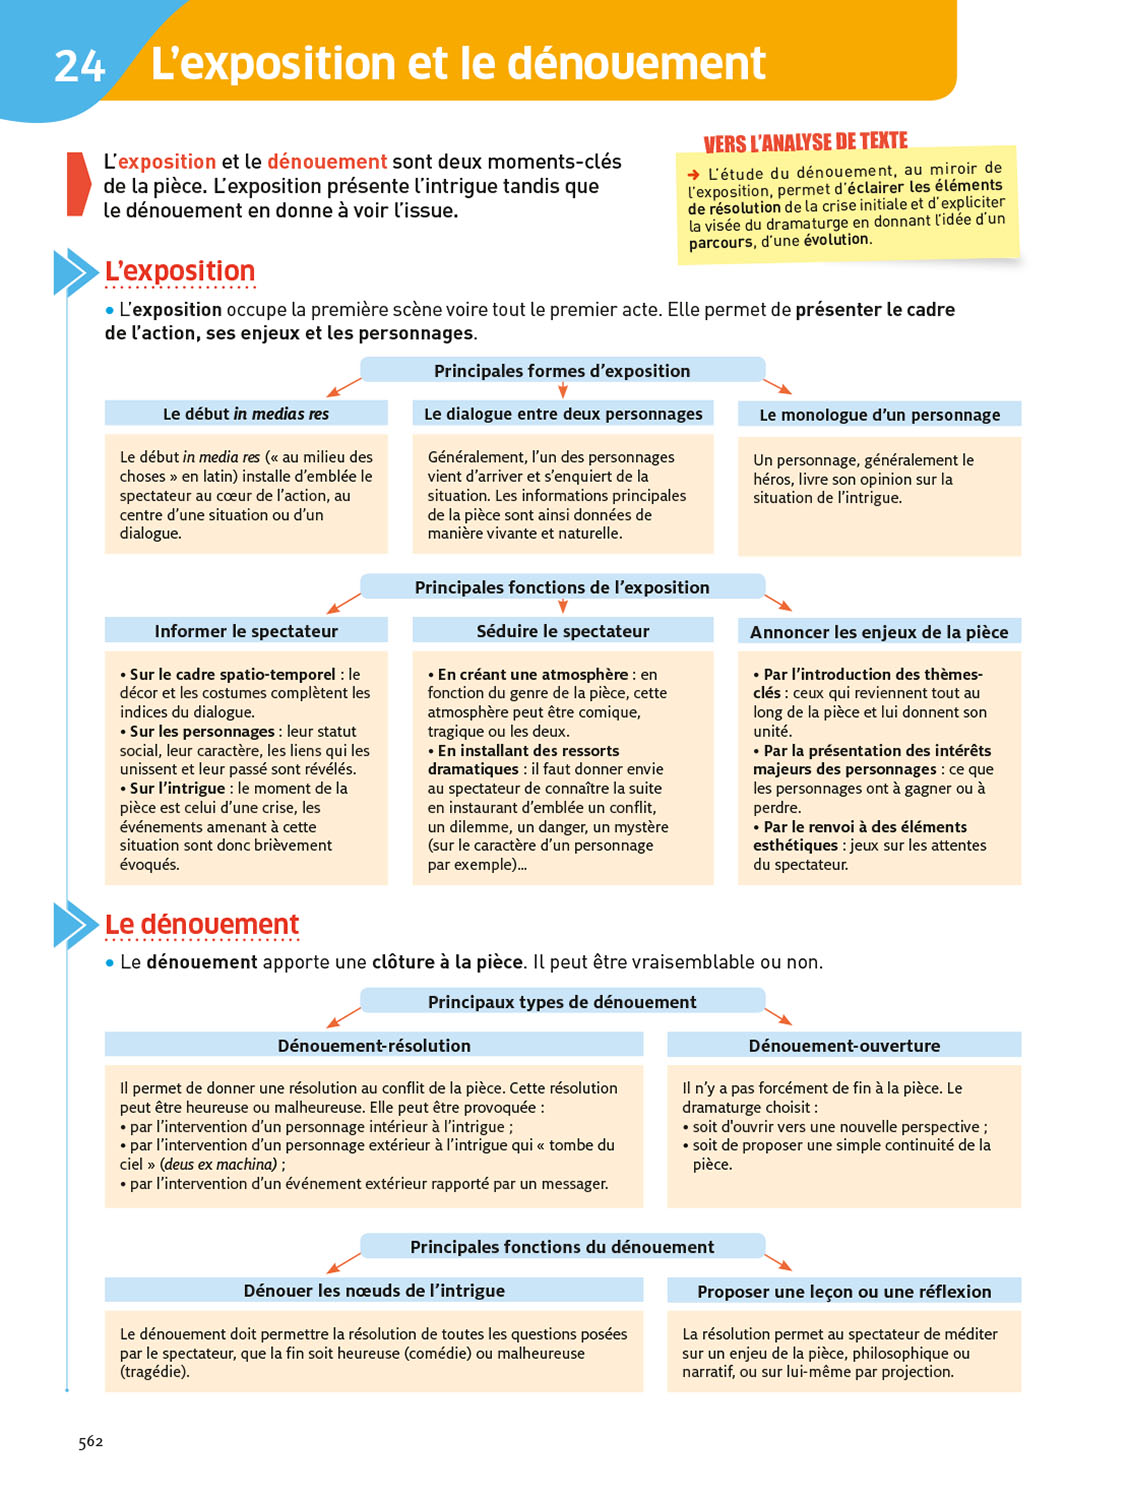 24
L’exposition et le dénouement
L’exposition et le dénouement sont deux moments-clés
de la pièce. L’exposition présente l’intrigue tandis que
le dénouement en donne à voir l’issue.
VERS L’ANALYSE DE TEXTE
➔ L’étude du dénouement, au miroir de
l’exposition, permet d’éclairer les éléments
de résolution de la crise initiale et d’expliciter
la visée du dramaturge en donnant l’idée d’un
parcours, d’une évolution.
L’exposition
• L’exposition occupe la première scène voire tout le premier acte. Elle permet de présenter le cadre
de l’action, ses enjeux et les personnages.
Principales formes d’exposition
Le début in medias res
Le début in media res (« au milieu des
choses » en latin) installe d’emblée le
spectateur au cœur de l’action, au
centre d’une situation ou d’un
dialogue.
Le dialogue entre deux personnages
Généralement, l’un des personnages
vient d’arriver et s’enquiert de la
situation. Les informations principales
de la pièce sont ainsi données de
manière vivante et naturelle.
Le monologue d’un personnage
Un personnage, généralement le
héros, livre son opinion sur la
situation de l’intrigue.
Principales fonctions de l’exposition
Informer le spectateur
• Sur le cadre spatio-temporel : le
décor et les costumes complètent les
indices du dialogue.
• Sur les personnages : leur statut
social, leur caractère, les liens qui les
unissent et leur passé sont révélés.
• Sur l’intrigue : le moment de la
pièce est celui d’une crise, les
événements amenant à cette
situation sont donc brièvement
évoqués.
Séduire le spectateur
• En créant une atmosphère : en
fonction du genre de la pièce, cette
atmosphère peut être comique,
tragique ou les deux.
• En installant des ressorts
dramatiques : il faut donner envie
au spectateur de connaître la suite
en instaurant d’emblée un conflit,
un dilemme, un danger, un mystère
(sur le caractère d’un personnage
par exemple)...
Annoncer les enjeux de la pièce
• Par l’introduction des thèmes-
clés : ceux qui reviennent tout au
long de la pièce et lui donnent son
unité.
• Par la présentation des intérêts
majeurs des personnages : ce que
les personnages ont à gagner ou à
perdre.
• Par le renvoi à des éléments
esthétiques : jeux sur les attentes
du spectateur.
Le dénouement
• Le dénouement apporte une clôture à la pièce. Il peut être vraisemblable ou non.
Principaux types de dénouement
Dénouement-résolution
Il permet de donner une résolution au conflit de la pièce. Cette résolution
peut être heureuse ou malheureuse. Elle peut être provoquée :
• par l’intervention d’un personnage intérieur à l’intrigue ;
• par l’intervention d’un personnage extérieur à l’intrigue qui « tombe du
ciel » (deus ex machina) ;
• par l’intervention d’un événement extérieur rapporté par un messager.
Dénouement-ouverture
Il n’y a pas forcément de fin à la pièce. Le
dramaturge choisit :
• soit d'ouvrir vers une nouvelle perspective ;
• soit de proposer une simple continuité de la
pièce.
Principales fonctions du dénouement
Dénouer les nœuds de l’intrigue
Le dénouement doit permettre la résolution de toutes les questions posées
par le spectateur, que la fin soit heureuse (comédie) ou malheureuse
(tragédie).
Proposer une leçon ou une réflexion
La résolution permet au spectateur de méditer
sur un enjeu de la pièce, philosophique ou
narratif, ou sur lui-même par projection.
562